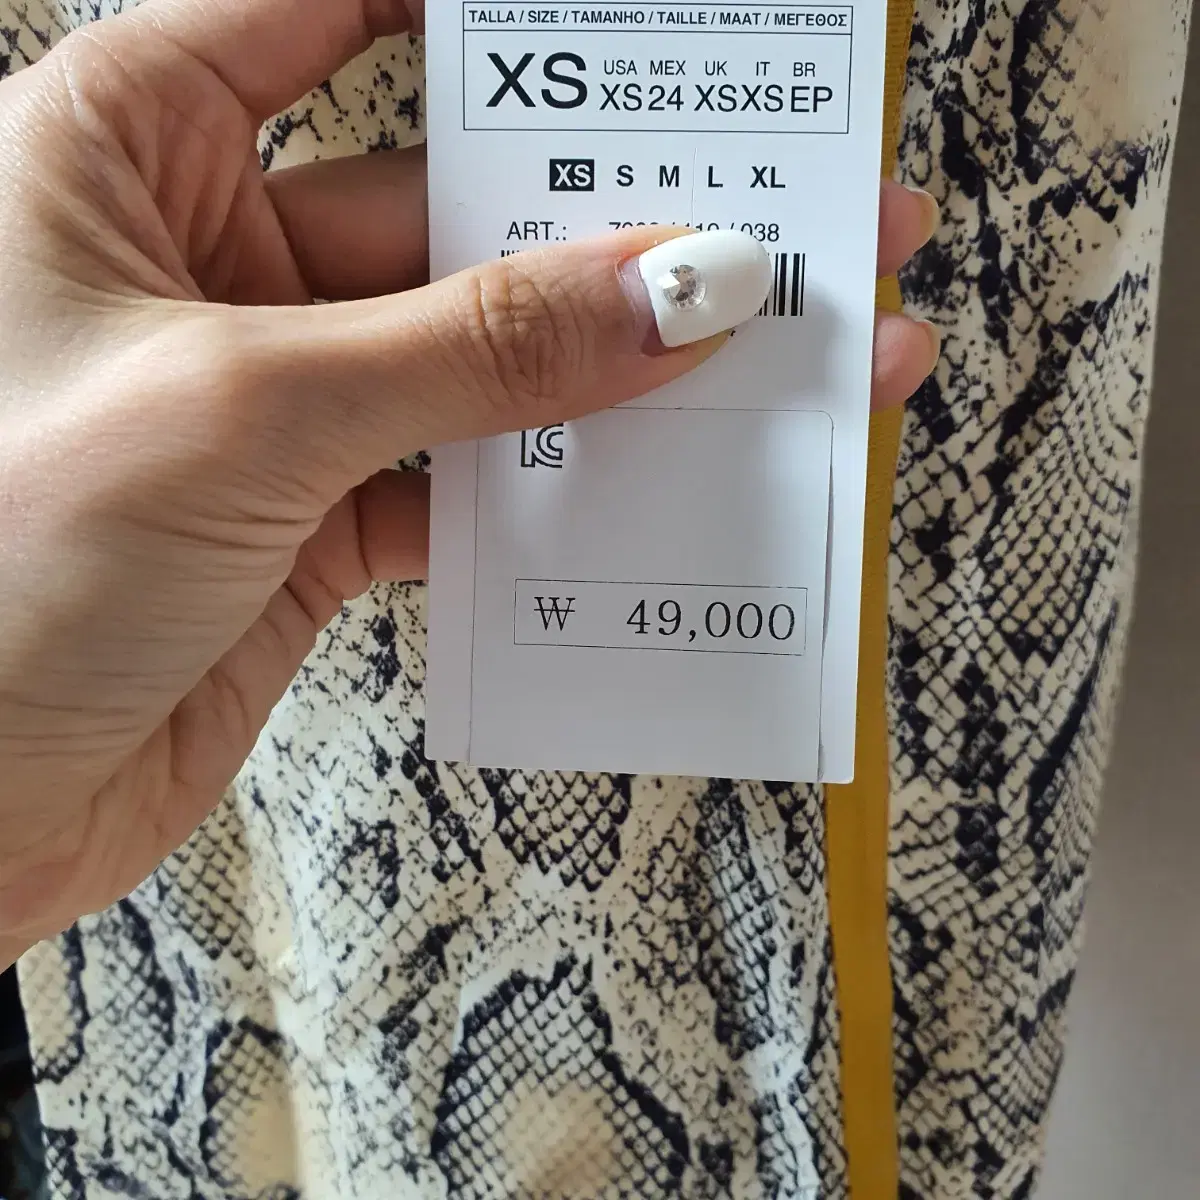 TALLA / SIZE / TAMANHO / TAILLE / MAAT / ΜΕΓΕΘΟΣ
XS
USA MEX UK IT BR
XS 24 XS XS EP
XS S M L XL
ART.: / 038
₩ 49,000